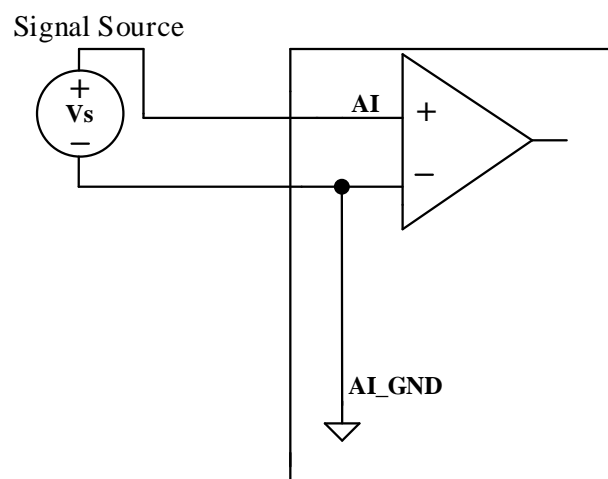 Signal Source
+
Vs
−
AI
+
−
AI_GND